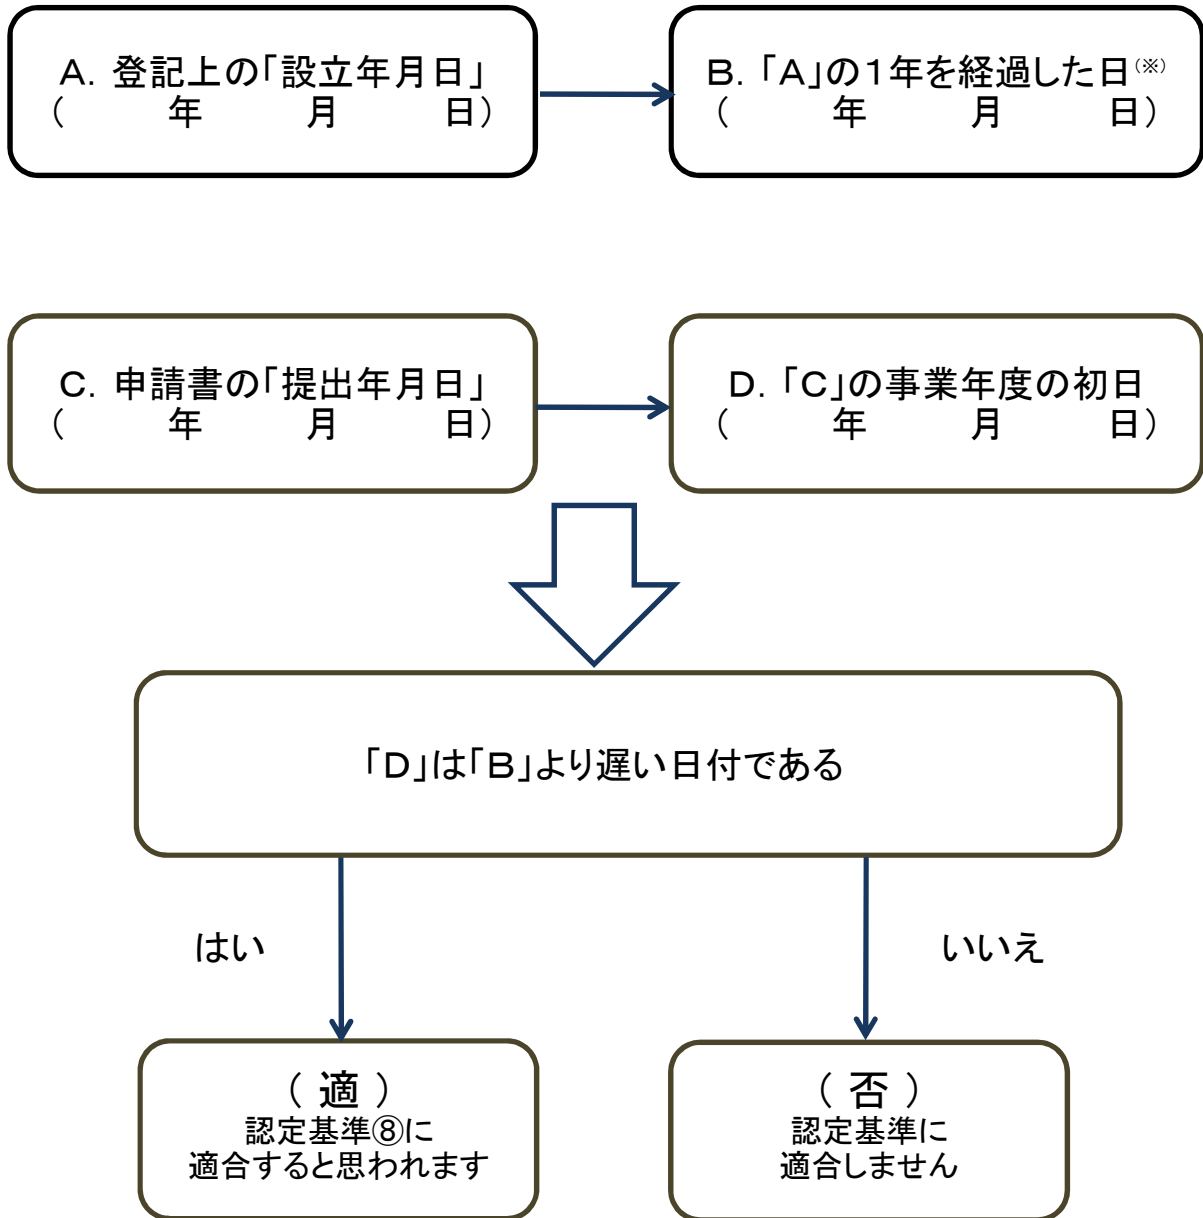 A. 登記上の「設立年月日」
(　　年　　月　　日)
B. 「A」の1年を経過した日(※)
(　　年　　月　　日)
C. 申請書の「提出年月日」
(　　年　　月　　日)
D. 「C」の事業年度の初日
(　　年　　月　　日)
「D」は「B」より遅い日付である
はい
いいえ
( 適 )
認定基準⑧に
適合すると思われます
( 否 )
認定基準に
適合しません